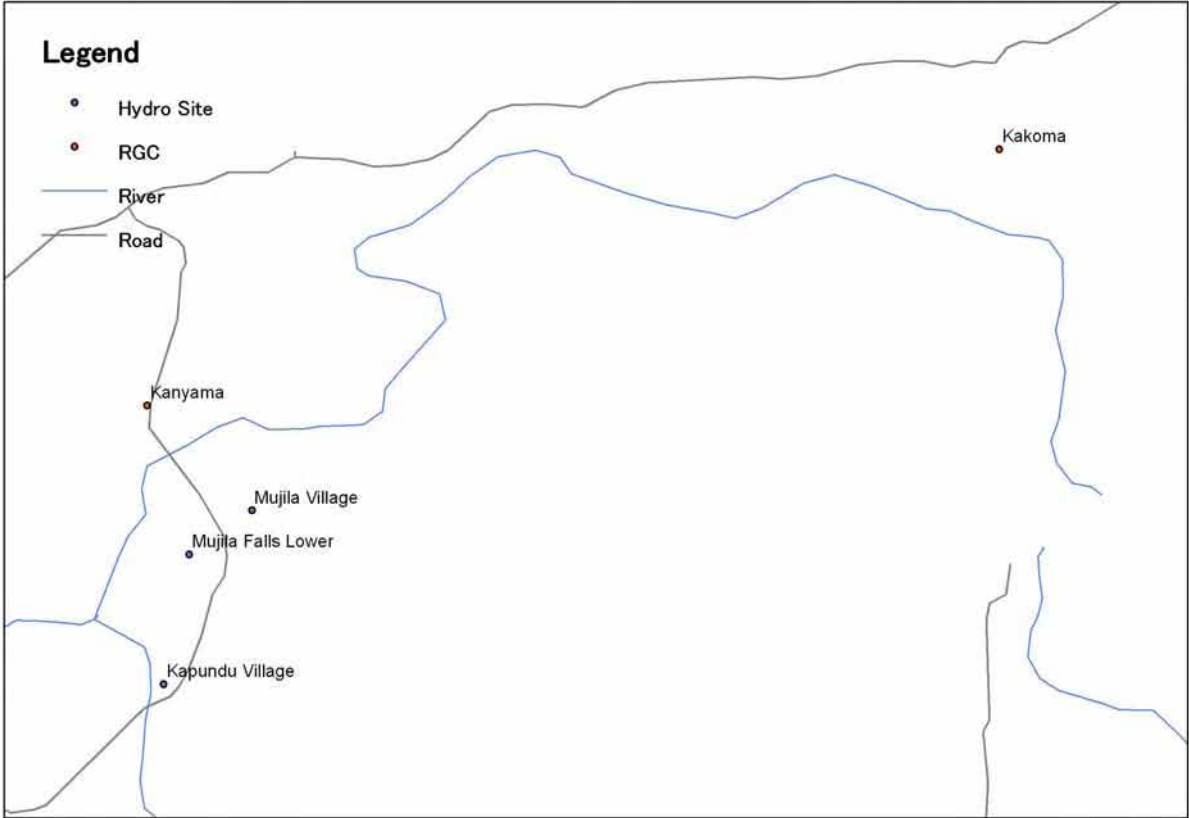 Legend
Hydro Site
RGC
River
Road
Kakoma
Kanyama
Mujila Village
Mujila Falls Lower
Kapundu Village